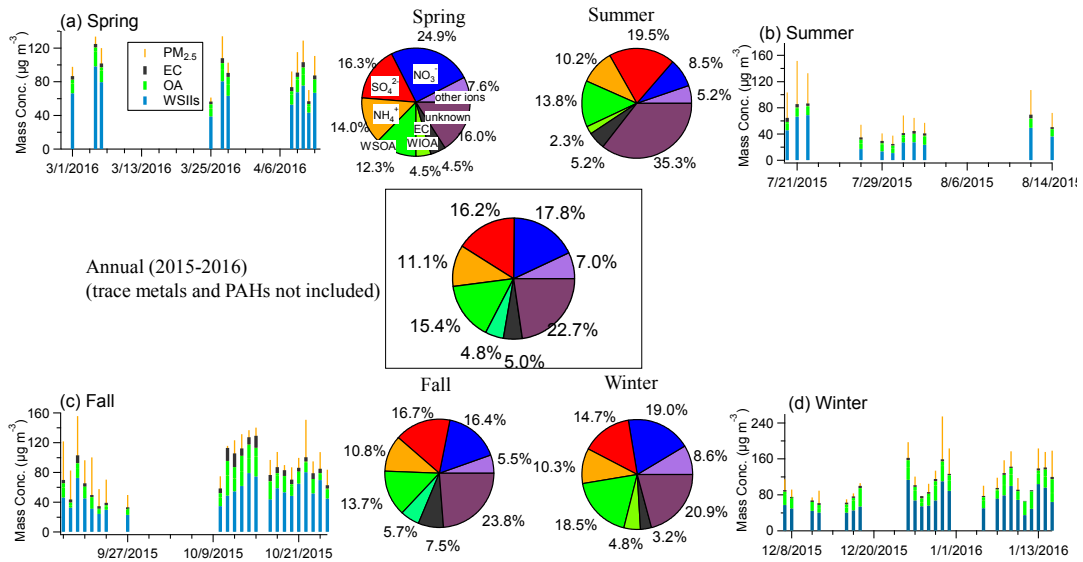 (a) Spring
Mass Conc. (µg m⁻³)
120
80
40
0
PM2.5
EC
OA
WSIIs
3/1/2016
3/13/2016
3/25/2016
4/6/2016
Spring
24.9%
16.3%
7.6%
14.0%
16.0%
12.3%
4.5%
4.5%
SO₄²⁻
NO₃⁻
NH₄⁺
other ions
unknown
EC
WSOA
WIOA
Summer
19.5%
10.2%
8.5%
13.8%
5.2%
2.3%
5.2%
35.3%
(b) Summer
Mass Conc. (µg m⁻³)
160
120
80
40
0
7/21/2015
7/29/2015
8/6/2015
8/14/2015
Annual (2015-2016)
(trace metals and PAHs not included)
16.2%
17.8%
11.1%
7.0%
15.4%
22.7%
4.8%
5.0%
(c) Fall
Mass Conc. (µg m⁻³)
160
120
80
40
0
9/27/2015
10/9/2015
10/21/2015
Fall
16.7%
16.4%
10.8%
5.5%
13.7%
23.8%
5.7%
7.5%
Winter
14.7%
19.0%
10.3%
8.6%
18.5%
20.9%
4.8%
3.2%
(d) Winter
Mass Conc. (µg m⁻³)
240
160
80
0
12/8/2015
12/20/2015
1/1/2016
1/13/2016